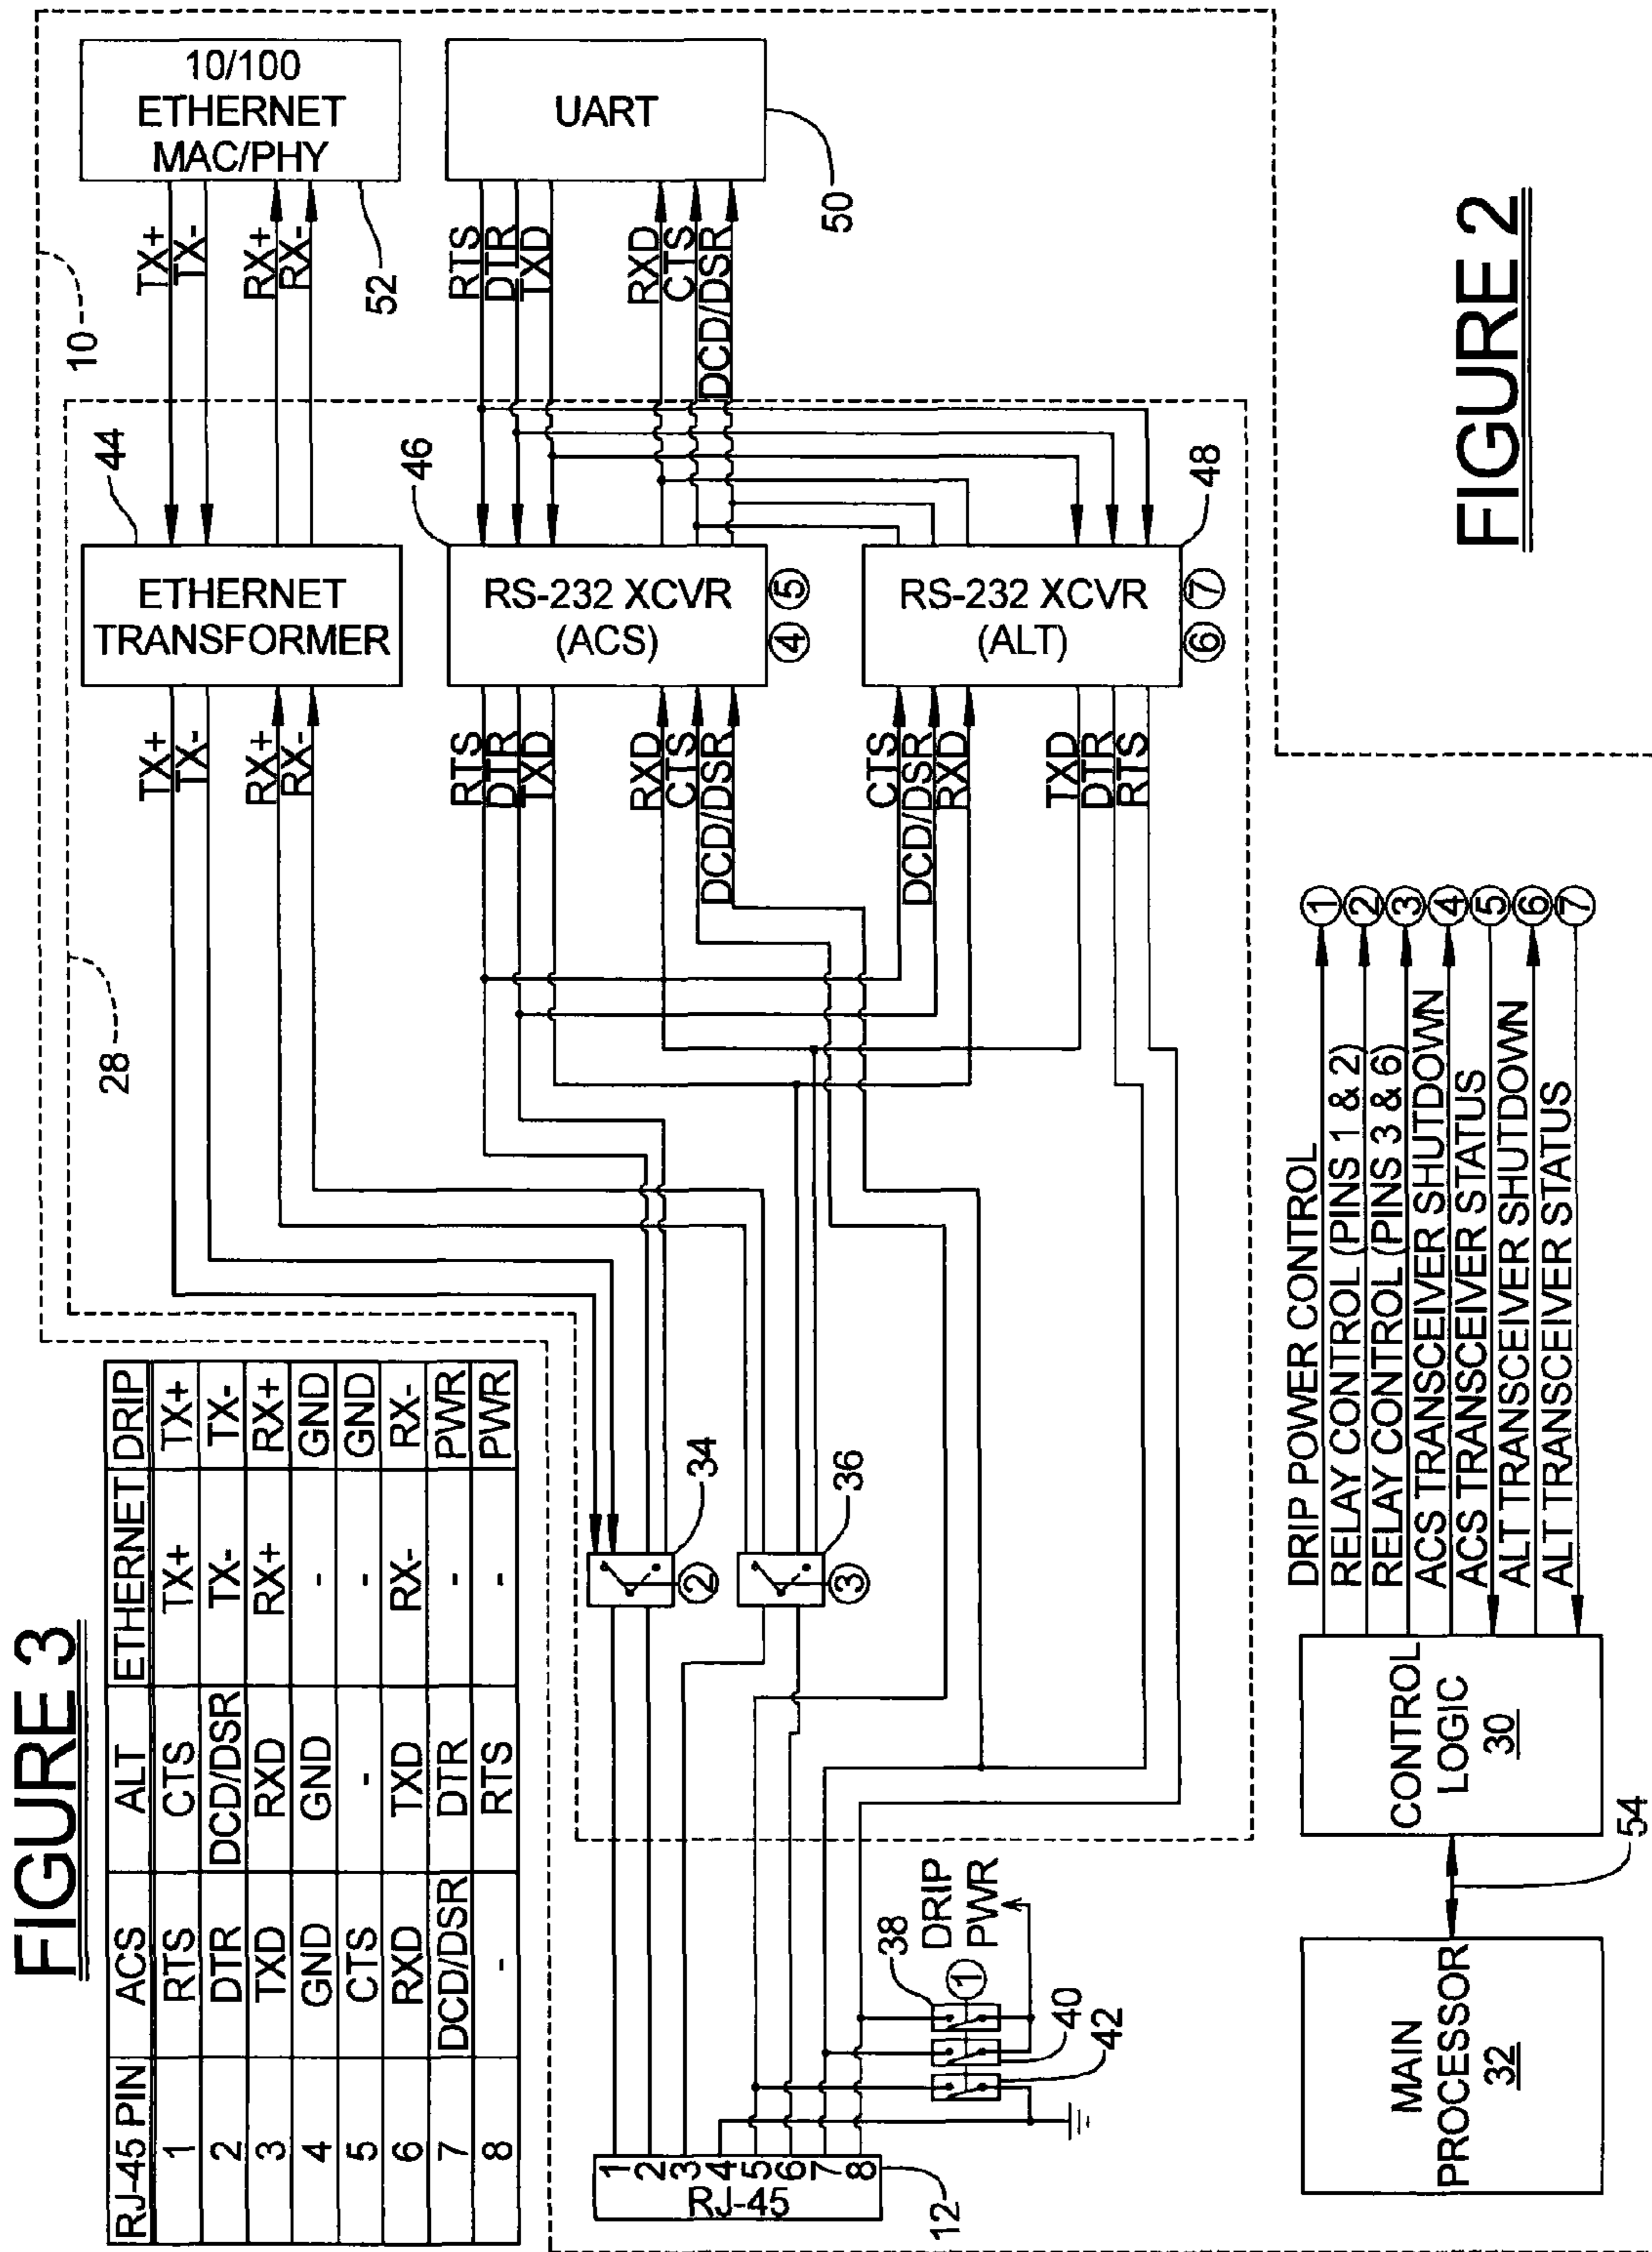 FIGURE 3
RJ-45 PIN ACS ALT ETHERNET DRIP
1 RTS CTS TX+ TX+
2 DTR DCD/DSR TX- TX-
3 TXD RXD RX+ RX+
4 GND GND - GND
5 CTS - - GND
6 RXD TXD RX- RX-
7 DCD/DSR DTR - PWR
8 - RTS - PWR
10
28
44
TX+
TX-
RX+
RX-
ETHERNET
TRANSFORMER
TX+
TX-
RX+
RX-
10/100
ETHERNET
MAC/PHY
52
46
RTS
DTR
TXD
RXD
CTS
DCD/DSR
RS-232 XCVR
(ACS)
4 5
RTS
DTR
TXD
RXD
CTS
DCD/DSR
UART
50
CTS
DCD/DSR
RXD
TXD
DTR
RTS
RS-232 XCVR
(ALT)
6 7
48
2
34
3
36
1
2
3
4
5
6
7
8
RJ-45
12
38
DRIP
PWR
1
40
42
MAIN
PROCESSOR
32
54
CONTROL
LOGIC
30
DRIP POWER CONTROL 1
RELAY CONTROL (PINS 1 & 2) 2
RELAY CONTROL (PINS 3 & 6) 3
ACS TRANSCEIVER SHUTDOWN 4
ACS TRANSCEIVER STATUS 5
ALT TRANSCEIVER SHUTDOWN 6
ALT TRANSCEIVER STATUS 7
FIGURE 2